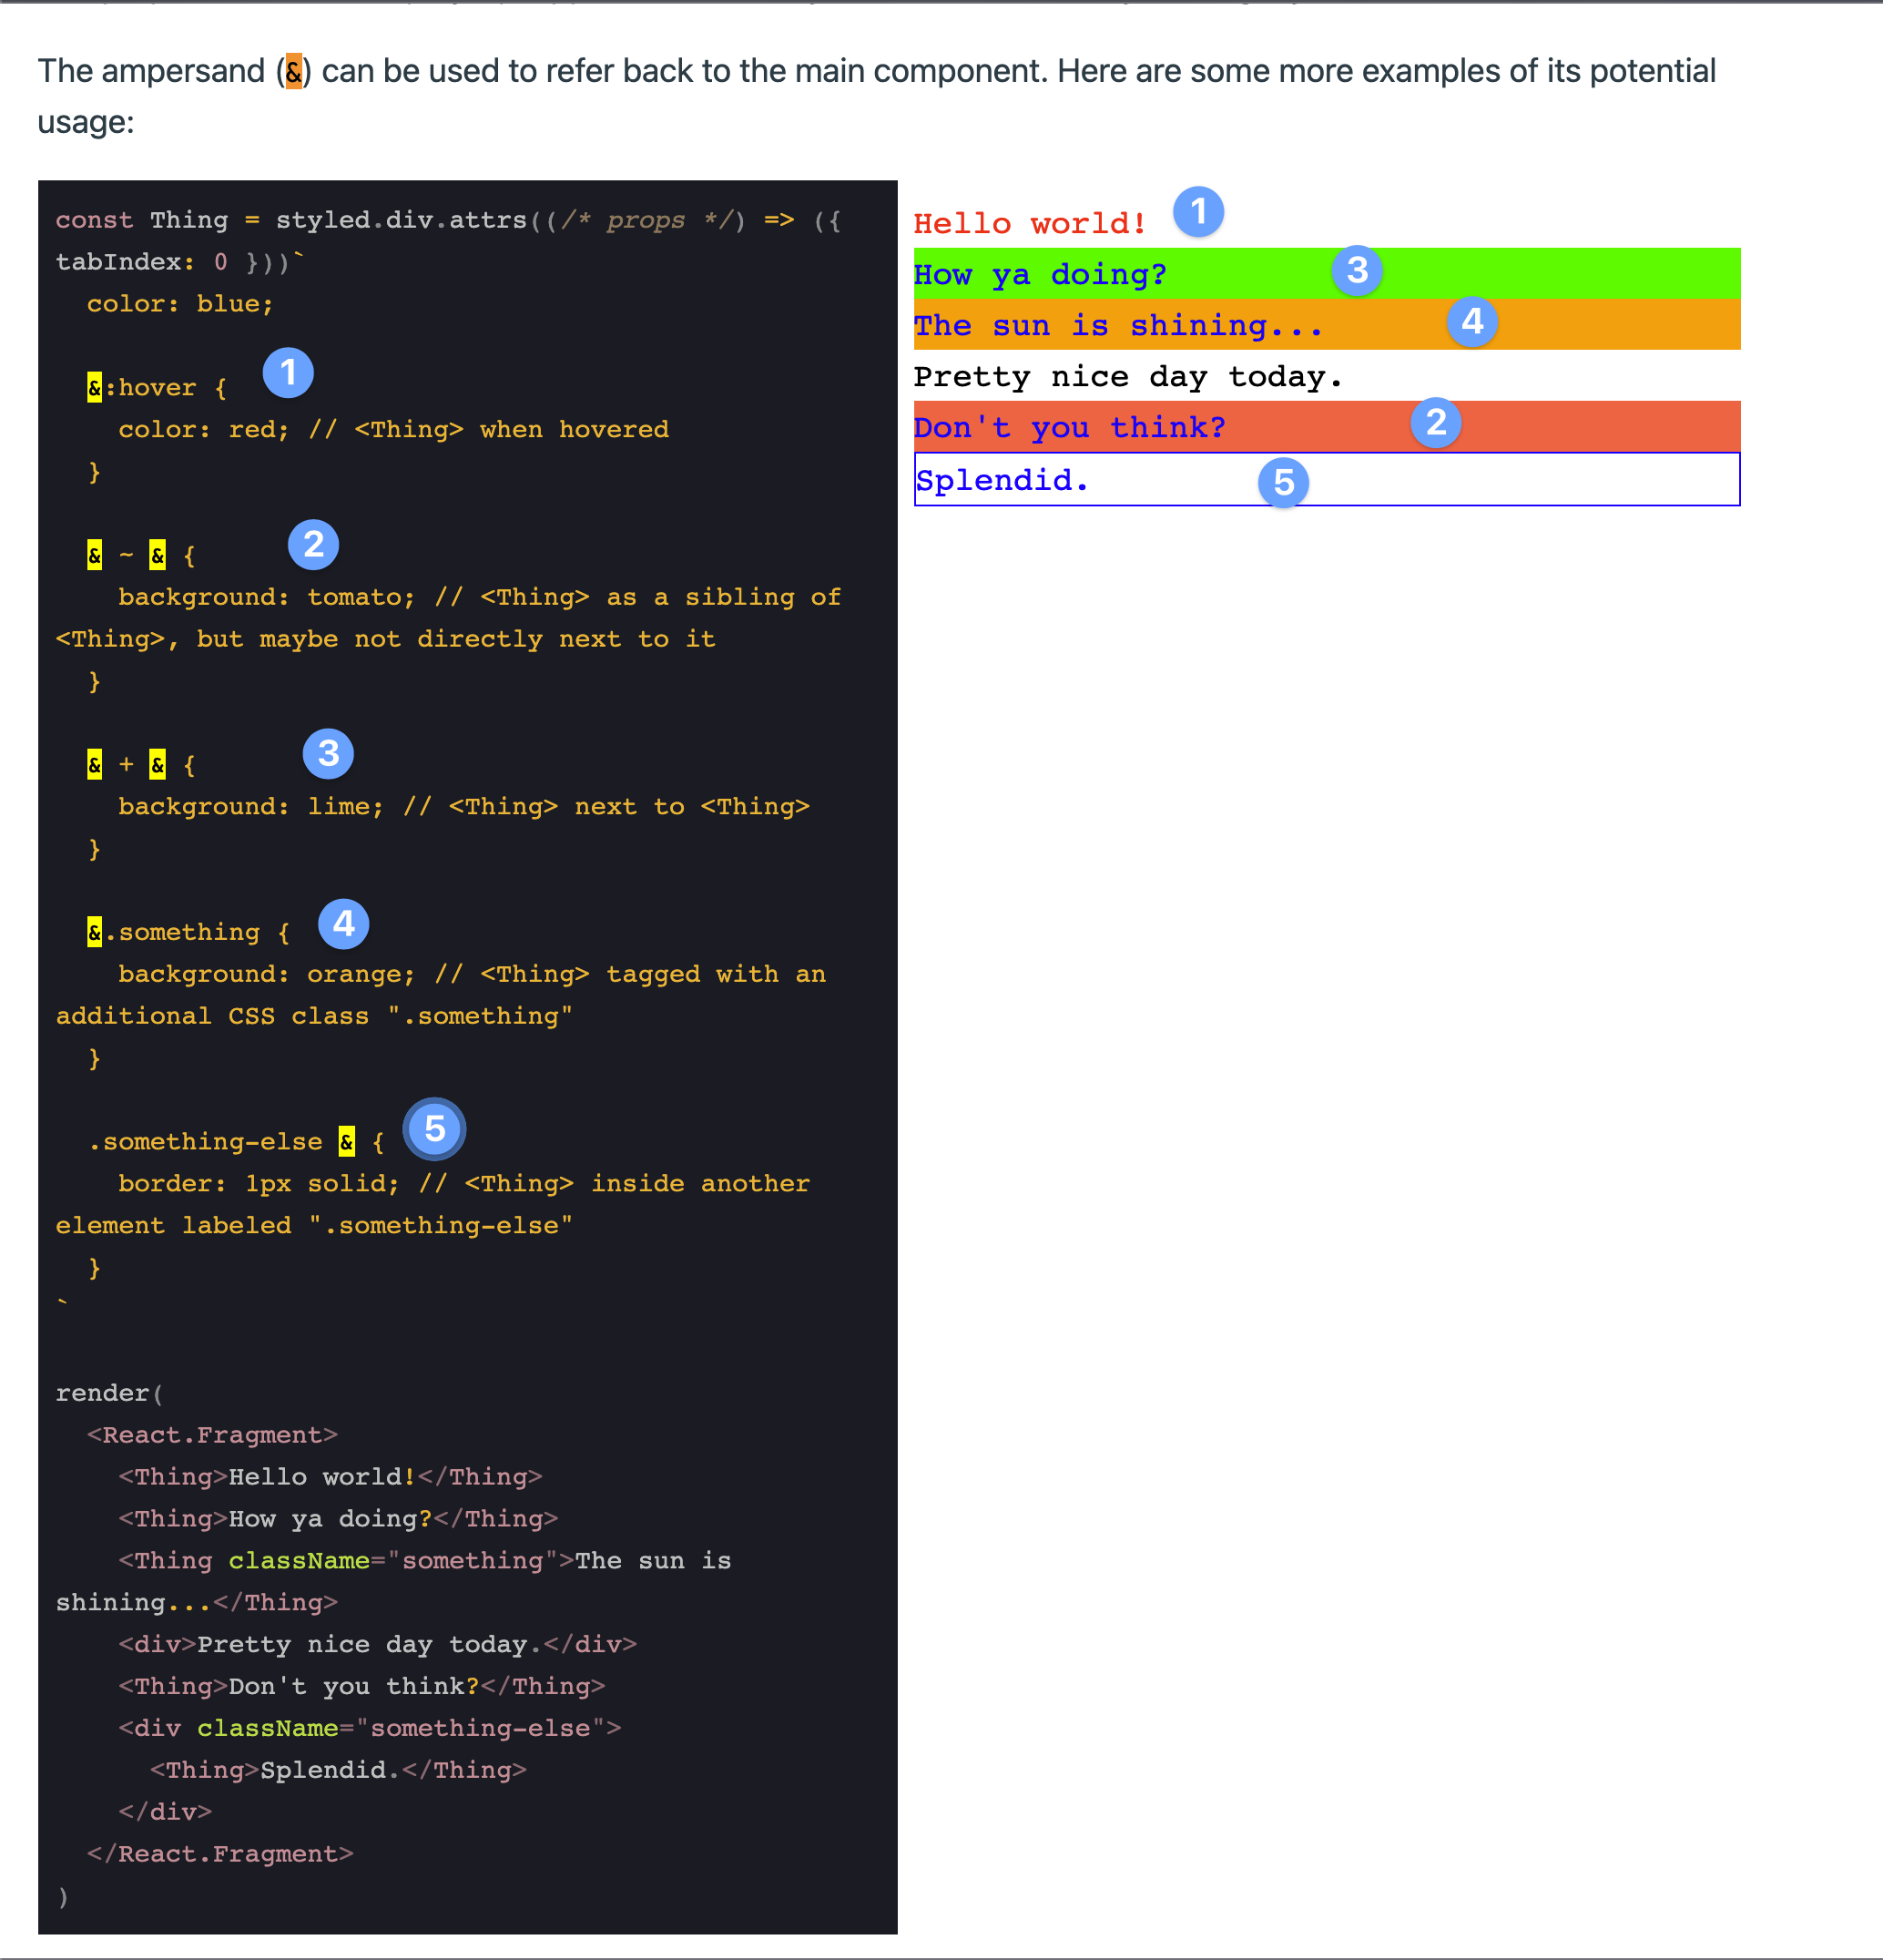 The ampersand (&) can be used to refer back to the main component. Here are some more examples of its potential
usage:
const Thing = styled.div.attrs((/* props */) => ({
tabIndex: 0 }))`
  color: blue;
  &:hover { 1
    color: red; // <Thing> when hovered
  }
  & ~ & { 2
    background: tomato; // <Thing> as a sibling of
<Thing>, but maybe not directly next to it
  }
  & + & { 3
    background: lime; // <Thing> next to <Thing>
  }
  &.something { 4
    background: orange; // <Thing> tagged with an
additional CSS class ".something"
  }
  .something-else & { 5
    border: 1px solid; // <Thing> inside another
element labeled ".something-else"
  }
`
render(
  <React.Fragment>
    <Thing>Hello world!</Thing>
    <Thing>How ya doing?</Thing>
    <Thing className="something">The sun is
shining...</Thing>
    <div>Pretty nice day today.</div>
    <Thing>Don't you think?</Thing>
    <div className="something-else">
      <Thing>Splendid.</Thing>
    </div>
  </React.Fragment>
)
Hello world! 1
How ya doing? 3
The sun is shining... 4
Pretty nice day today.
Don't you think? 2
Splendid. 5